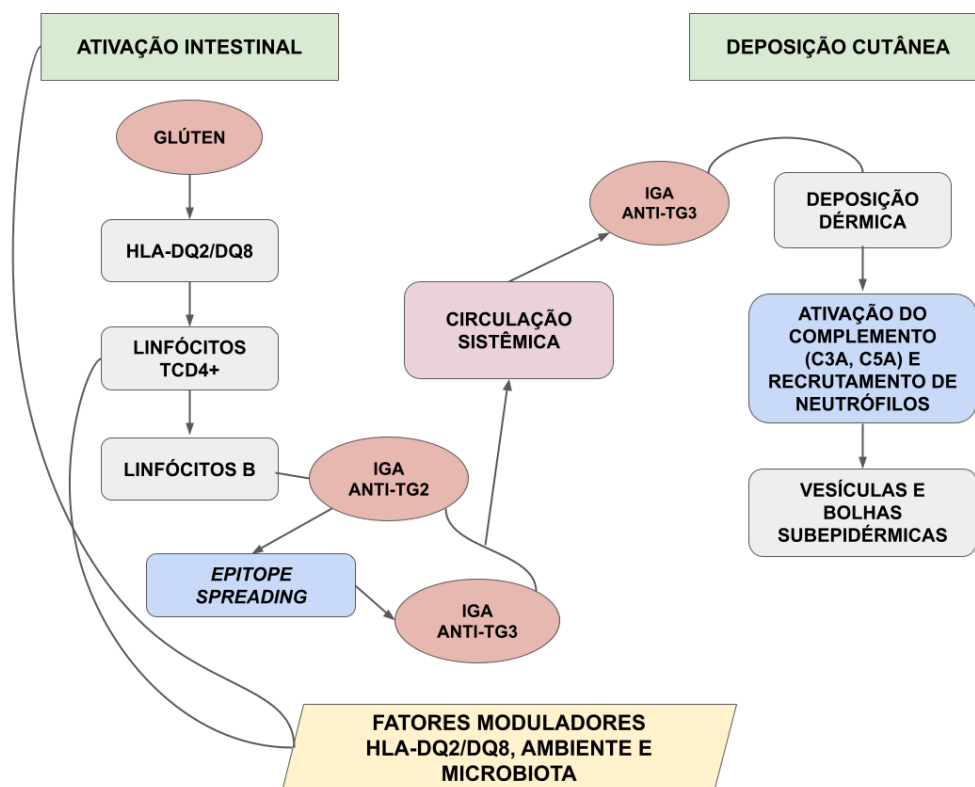 ATIVAÇÃO INTESTINAL
GLÚTEN
HLA-DQ2/DQ8
LINFÓCITOS
TCD4+
LINFÓCITOS B
IGA
ANTI-TG2
EPITOPE
SPREADING
IGA
ANTI-TG3
CIRCULAÇÃO
SISTÊMICA
IGA
ANTI-TG3
DEPOSIÇÃO CUTÂNEA
DEPOSIÇÃO
DÉRMICA
ATIVAÇÃO DO
COMPLEMENTO
(C3A, C5A) E
RECRUTAMENTO DE
NEUTRÓFILOS
VESÍCULAS E
BOLHAS
SUBEPIDÉRMICAS
FATORES MODULADORES
HLA-DQ2/DQ8, AMBIENTE E
MICROBIOTA